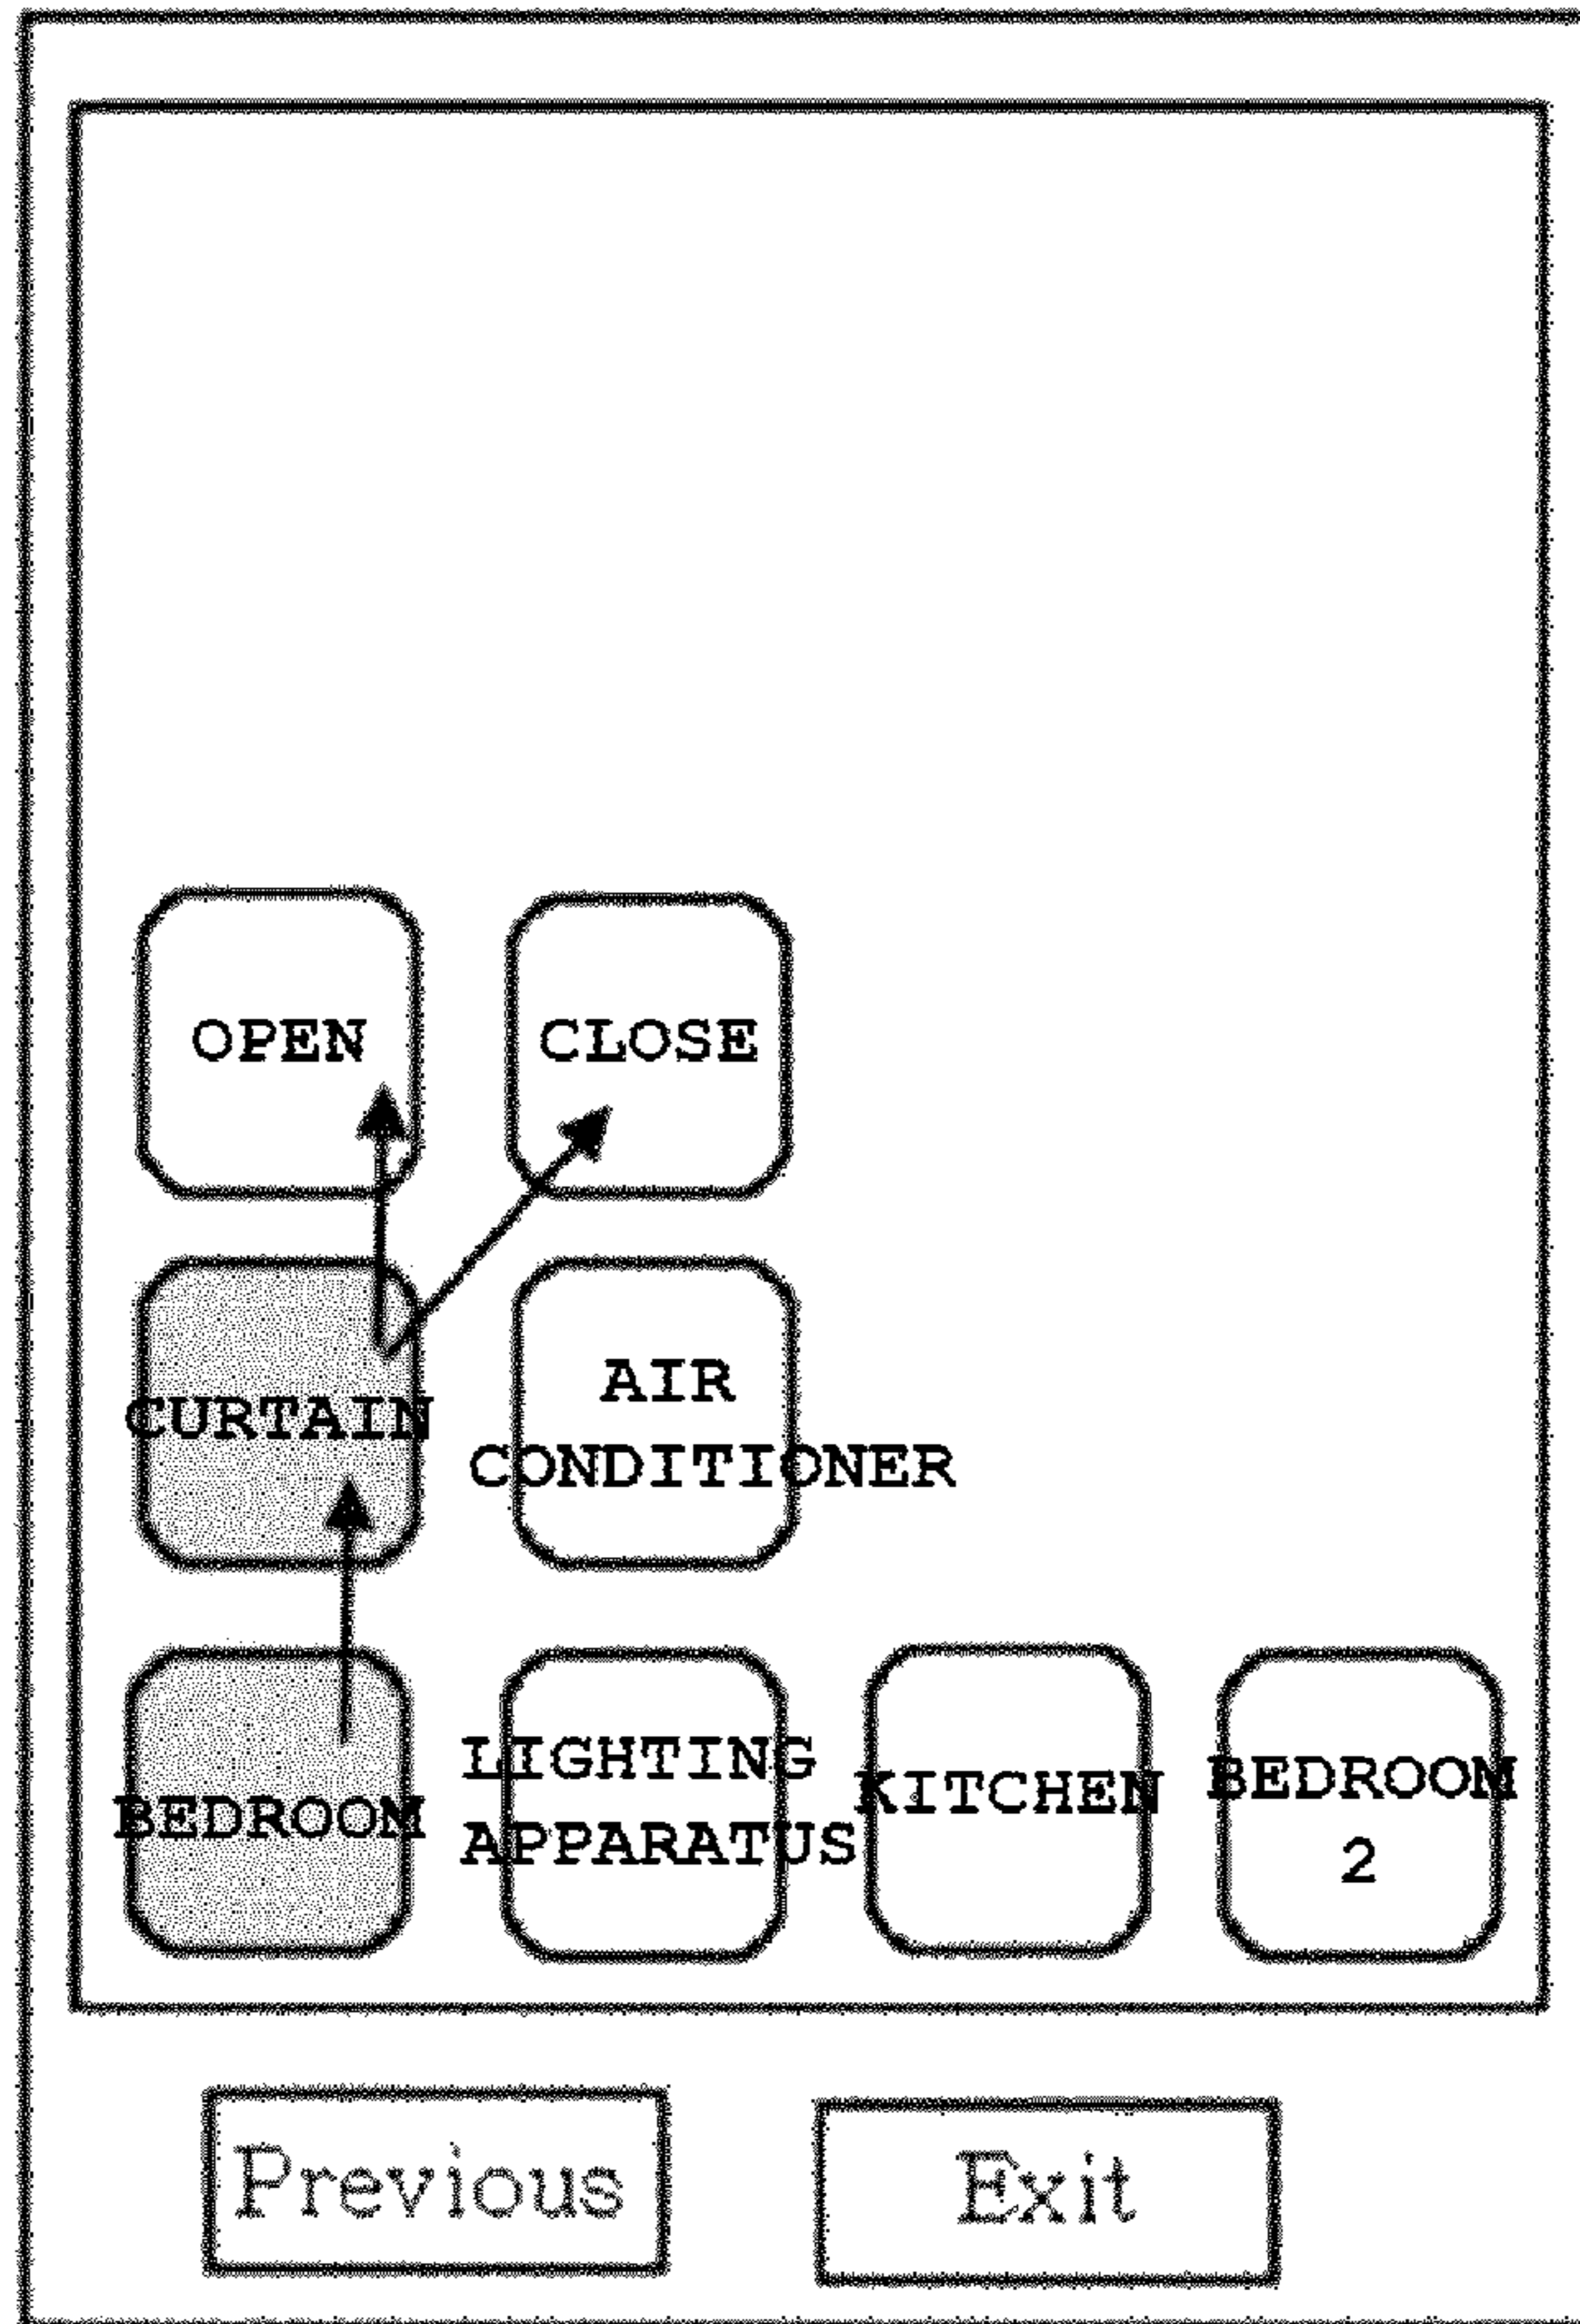 OPEN
CLOSE
CURTAIN
AIR
CONDITIONER
BEDROOM
LIGHTING
APPARATUS
KITCHEN
BEDROOM
2
Previous
Exit